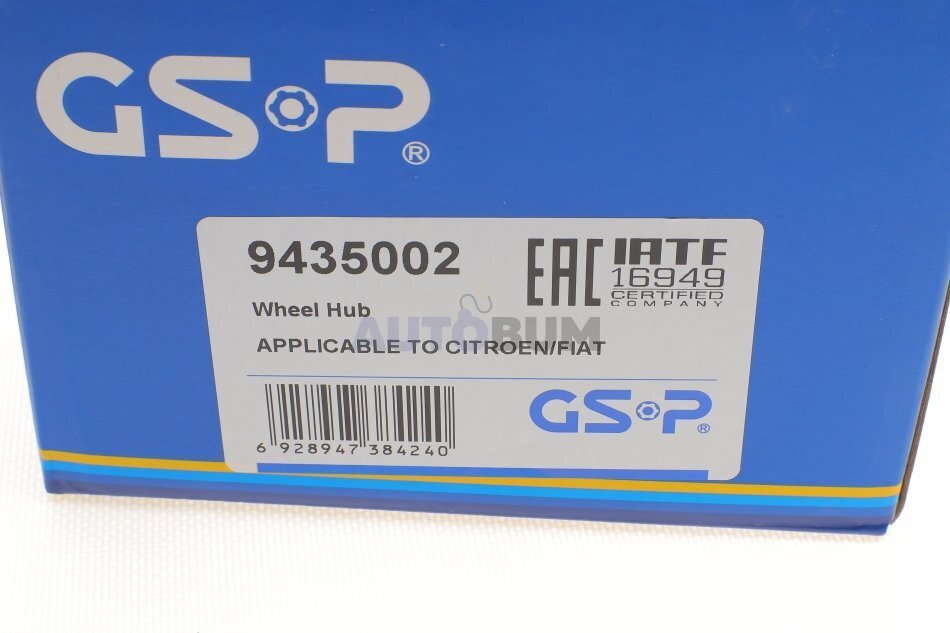 GSP®
9435002
EAC
IATF
16949
CERTIFIED
COMPANY
Wheel Hub
AUTOBUM
APPLICABLE TO CITROEN/FIAT
6 928947 384240
GSP®